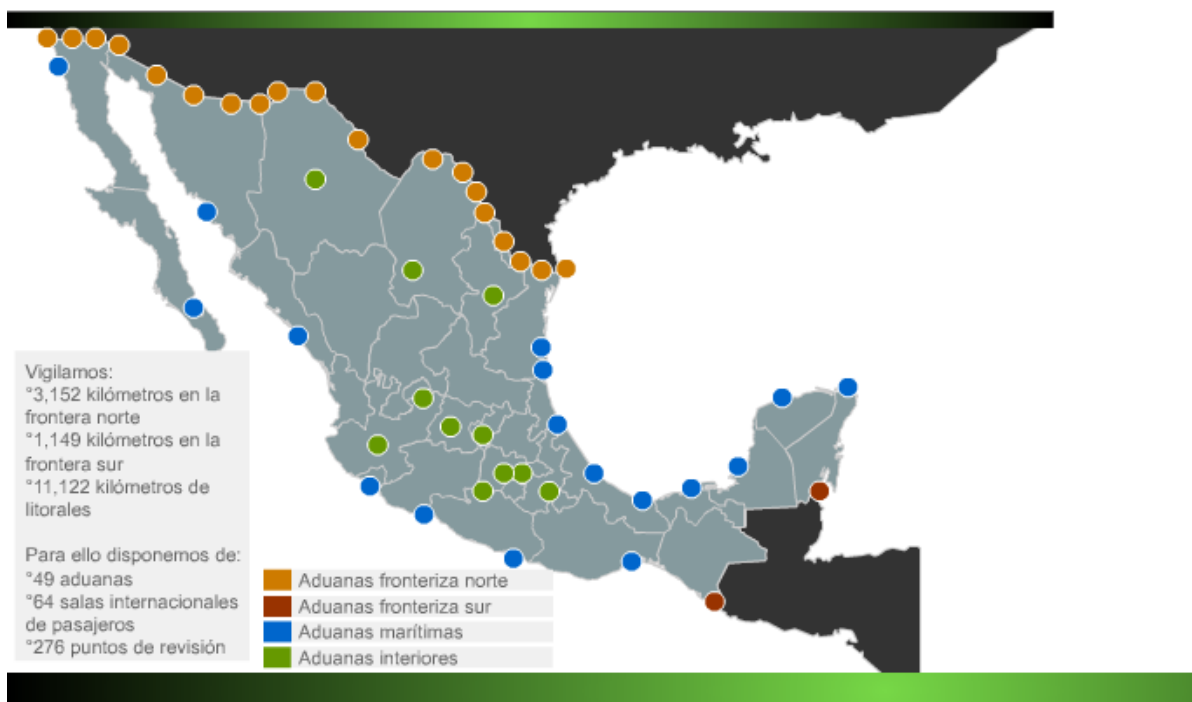 Vigilamos:
°3,152 kilómetros en la
frontera norte
°1,149 kilómetros en la
frontera sur
°11,122 kilómetros de
litorales
Para ello disponemos de:
°49 aduanas
°64 salas internacionales
de pasajeros
°276 puntos de revisión
Aduanas fronteriza norte
Aduanas fronteriza sur
Aduanas marítimas
Aduanas interiores